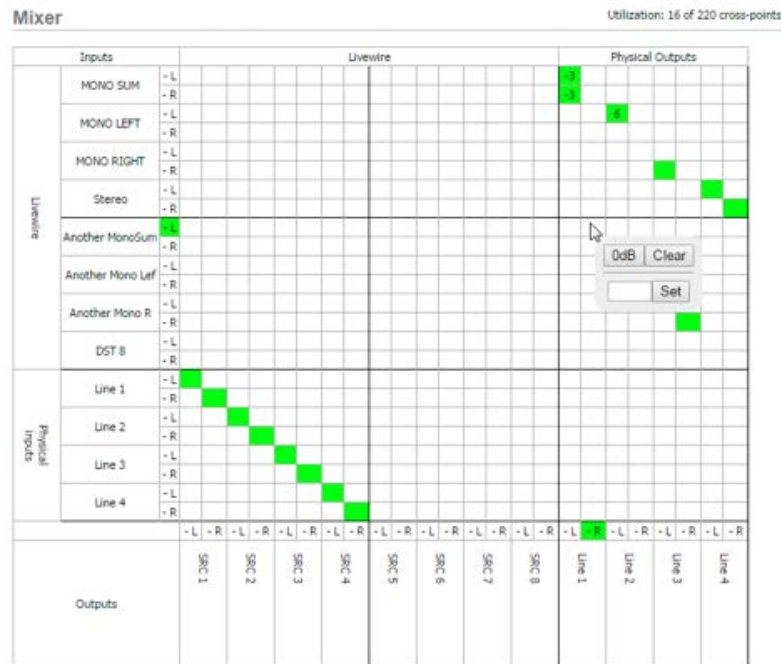 Mixer
Utilization: 16 of 220 cross-points
Inputs
Livewire
Physical Outputs
Livewire
MONO SUM
- L
-3
- R
-3
MONO LEFT
- L
6
- R
MONO RIGHT
- L
- R
Stereo
- L
- R
Another MonoSum
- L
- R
0dB Clear
Another Mono Lef
- L
- R
Set
Another Mono R
- L
- R
DST 8
- L
- R
Physical Inputs
Line 1
- L
- R
Line 2
- L
- R
Line 3
- L
- R
Line 4
- L
- R
- L - R - L - R - L - R - L - R - L - R - L - R - L - R - L - R - L - R - L - R - L - R - L - R
Outputs
SRC 1
SRC 2
SRC 3
SRC 4
SRC 5
SRC 6
SRC 7
SRC 8
Line 1
Line 2
Line 3
Line 4